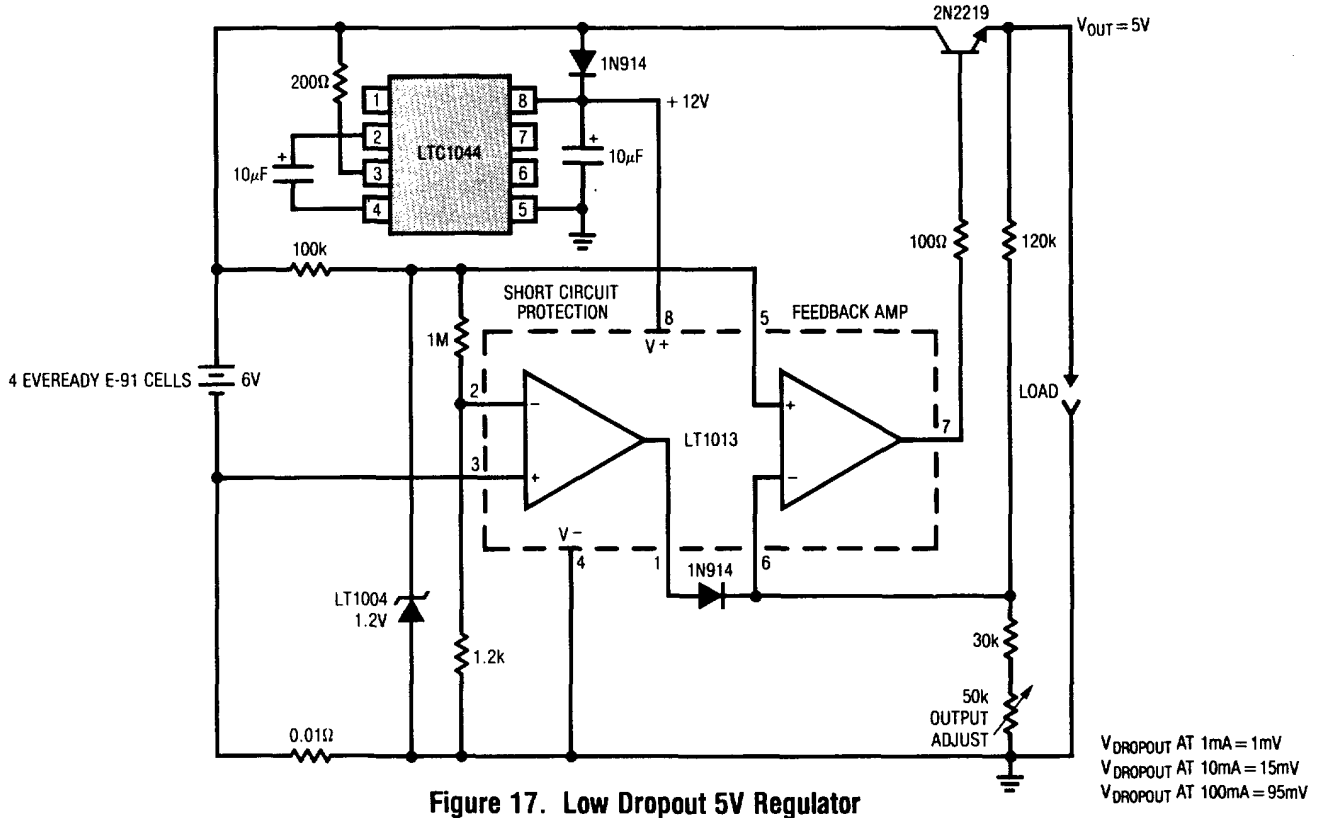 2N2219
V_OUT = 5V
1N914
200Ω
1
8
+ 12V
2
7
LTC1044
+
+
10μF
3
6
10μF
4
5
100k
100Ω
120k
SHORT CIRCUIT
PROTECTION
8
5
FEEDBACK AMP
V+
1M
4 EVEREADY E-91 CELLS
6V
LOAD
2
−
+
LT1013
7
3
+
−
V−
4
1
6
1N914
LT1004
1.2V
30k
1.2k
50k
OUTPUT
ADJUST
0.01Ω
V_DROPOUT AT 1mA = 1mV
V_DROPOUT AT 10mA = 15mV
V_DROPOUT AT 100mA = 95mV
Figure 17. Low Dropout 5V Regulator